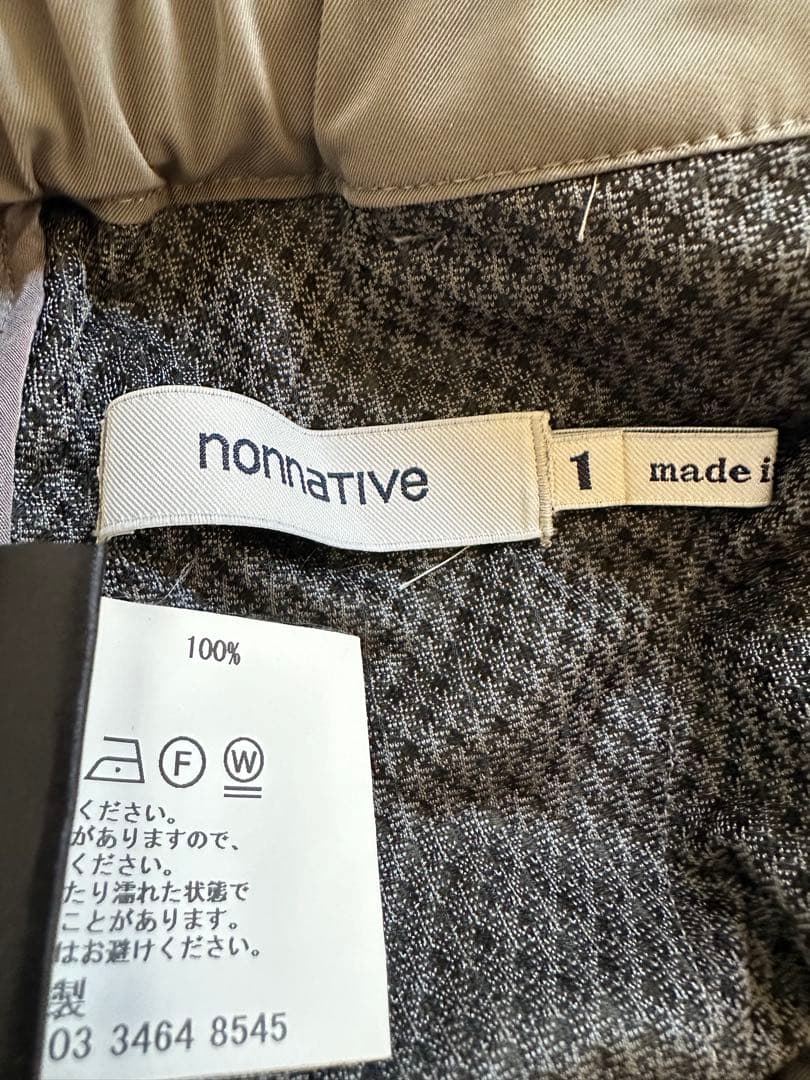 nonnative
1 made i
100%
F W
ください。
がありますので、
ください。
たり濡れた状態で
ことがあります。
はお避けください。
製
03 3464 8545